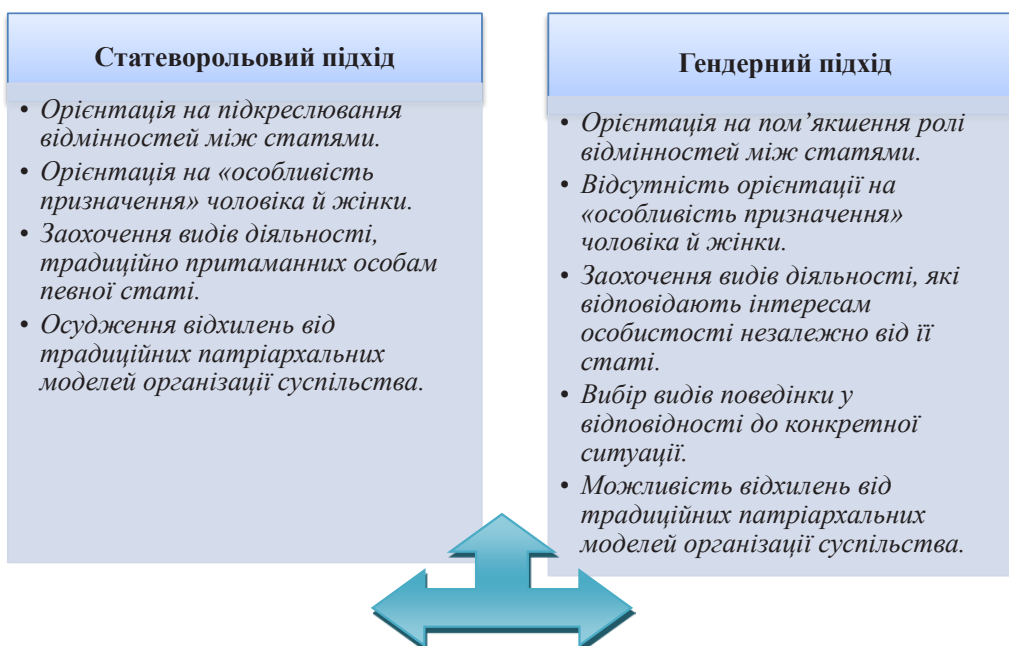 Статеворольовий підхід
• Орієнтація на підкреслювання
відмінностей між статями.
• Орієнтація на «особливість
призначення» чоловіка й жінки.
• Заохочення видів діяльності,
традиційно притаманних особам
певної статі.
• Осудження відхилень від
традиційних патріархальних
моделей організації суспільства.
Гендерний підхід
• Орієнтація на пом’якшення ролі
відмінностей між статями.
• Відсутність орієнтації на
«особливість призначення»
чоловіка й жінки.
• Заохочення видів діяльності, які
відповідають інтересам
особистості незалежно від її
статі.
• Вибір видів поведінки у
відповідності до конкретної
ситуації.
• Можливість відхилень від
традиційних патріархальних
моделей організації суспільства.